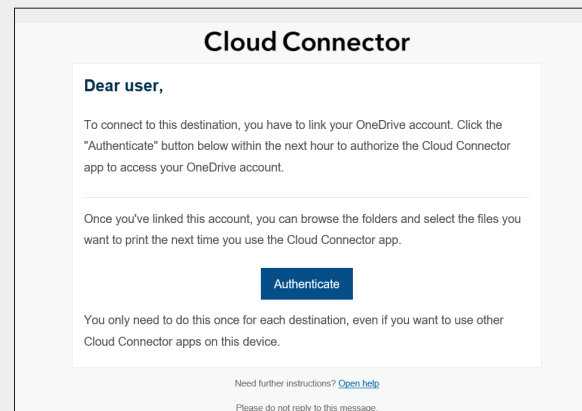 Cloud Connector
Dear user,
To connect to this destination, you have to link your OneDrive account. Click the
"Authenticate" button below within the next hour to authorize the Cloud Connector
app to access your OneDrive account.
Once you've linked this account, you can browse the folders and select the files you
want to print the next time you use the Cloud Connector app.
Authenticate
You only need to do this once for each destination, even if you want to use other
Cloud Connector apps on this device.
Need further instructions? Open help
Please do not reply to this message.